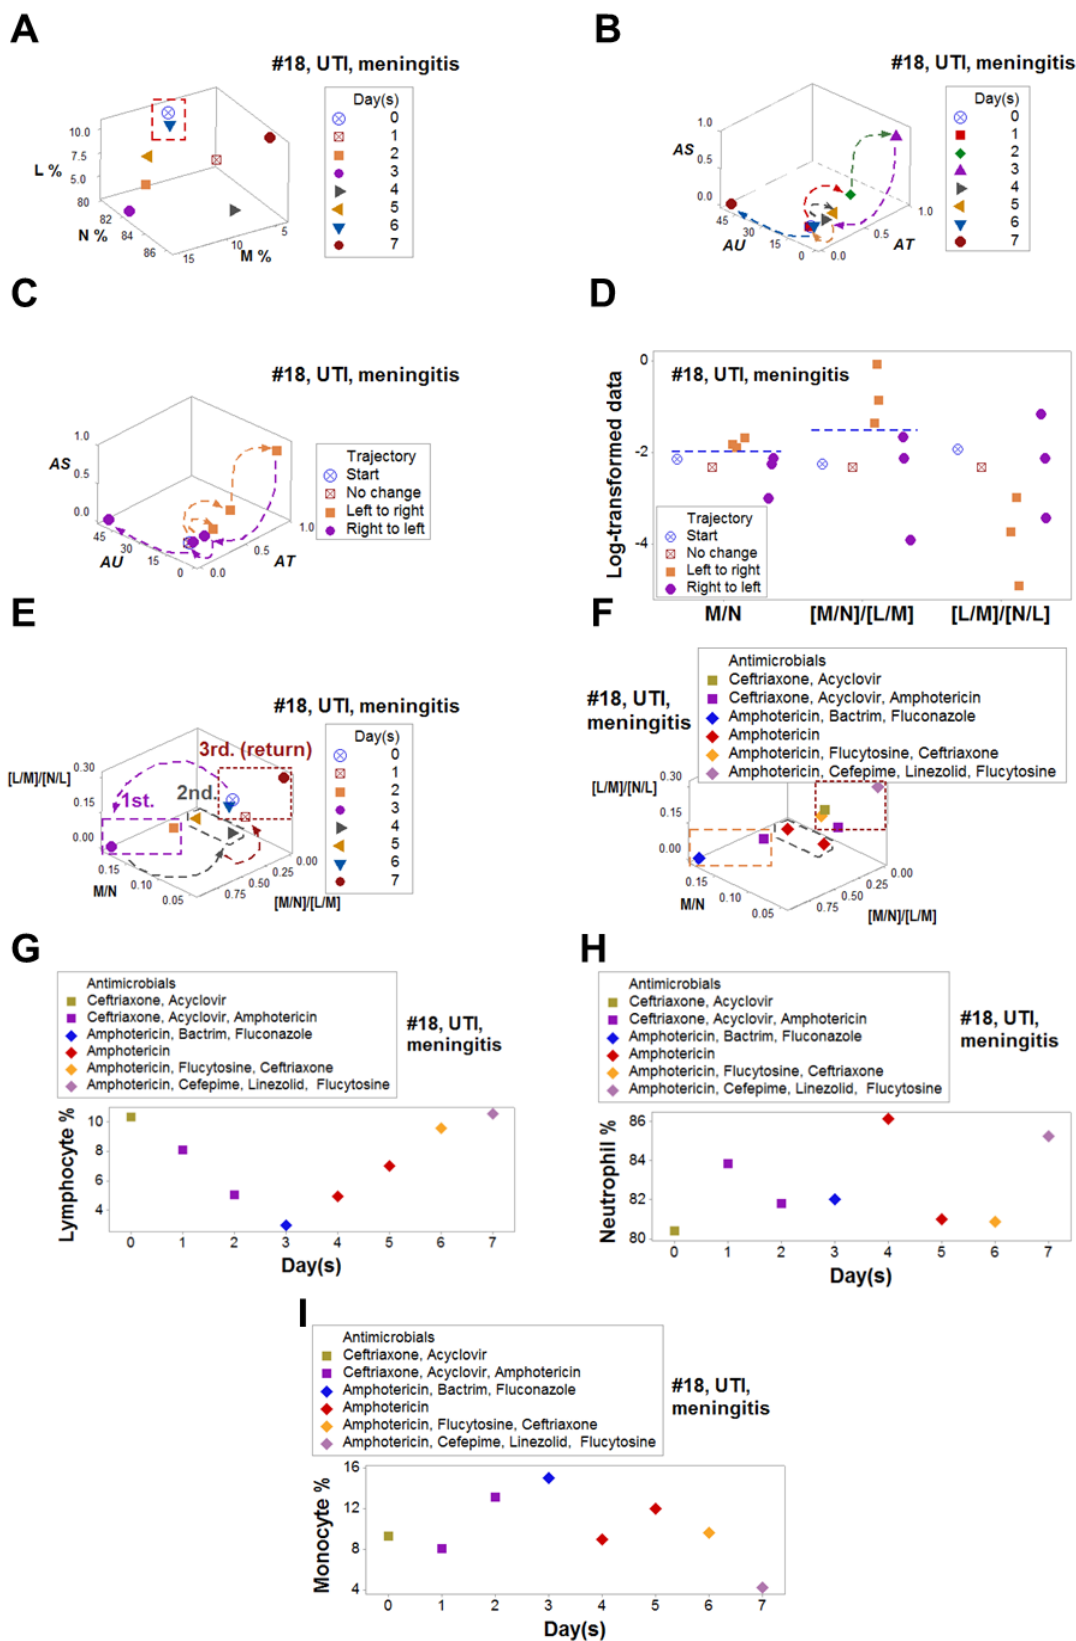 A
#18, UTI, meningitis
L %
10.0
7.5
5.0
80
82
84
86
N %
15
10
5
M %
Day(s)
0
1
2
3
4
5
6
7
B
#18, UTI, meningitis
AS
1.0
0.5
0.0
45
30
15
0
AU
0.0
0.5
1.0
AT
Day(s)
0
1
2
3
4
5
6
7
C
#18, UTI, meningitis
AS
1.0
0.5
0.0
45
30
15
0
AU
0.0
0.5
1.0
AT
Trajectory
Start
No change
Left to right
Right to left
D
#18, UTI, meningitis
Log-transformed data
0
-2
-4
Trajectory
Start
No change
Left to right
Right to left
M/N
[M/N]/[L/M]
[L/M]/[N/L]
E
#18, UTI, meningitis
[L/M]/[N/L]
0.30
0.15
0.00
1st.
2nd.
3rd. (return)
0.15
0.10
0.05
M/N
0.75
0.50
0.25
0.00
[M/N]/[L/M]
Day(s)
0
1
2
3
4
5
6
7
F
#18, UTI,
meningitis
Antimicrobials
Ceftriaxone, Acyclovir
Ceftriaxone, Acyclovir, Amphotericin
Amphotericin, Bactrim, Fluconazole
Amphotericin
Amphotericin, Flucytosine, Ceftriaxone
Amphotericin, Cefepime, Linezolid, Flucytosine
[L/M]/[N/L]
0.30
0.15
0.00
0.15
0.10
0.05
M/N
0.75
0.50
0.25
0.00
[M/N]/[L/M]
G
Antimicrobials
Ceftriaxone, Acyclovir
Ceftriaxone, Acyclovir, Amphotericin
Amphotericin, Bactrim, Fluconazole
Amphotericin
Amphotericin, Flucytosine, Ceftriaxone
Amphotericin, Cefepime, Linezolid, Flucytosine
#18, UTI,
meningitis
Lymphocyte %
10
8
6
4
0 1 2 3 4 5 6 7
Day(s)
H
Antimicrobials
Ceftriaxone, Acyclovir
Ceftriaxone, Acyclovir, Amphotericin
Amphotericin, Bactrim, Fluconazole
Amphotericin
Amphotericin, Flucytosine, Ceftriaxone
Amphotericin, Cefepime, Linezolid, Flucytosine
#18, UTI,
meningitis
Neutrophil %
86
84
82
80
0 1 2 3 4 5 6 7
Day(s)
I
Antimicrobials
Ceftriaxone, Acyclovir
Ceftriaxone, Acyclovir, Amphotericin
Amphotericin, Bactrim, Fluconazole
Amphotericin
Amphotericin, Flucytosine, Ceftriaxone
Amphotericin, Cefepime, Linezolid, Flucytosine
#18, UTI,
meningitis
Monocyte %
16
12
8
4
0 1 2 3 4 5 6 7
Day(s)